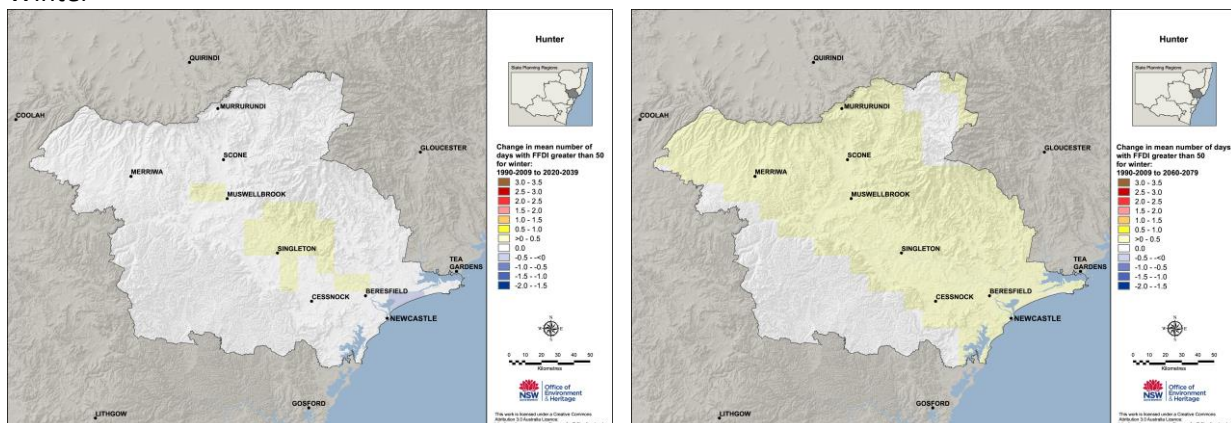 Winter
QUIRINDI
MURRURUNDI
COOLAH
SCONE
GLOUCESTER
MERRIWA
MUSWELLBROOK
SINGLETON
TEA
GARDENS
CESSNOCK
BERESFIELD
NEWCASTLE
GOSFORD
LITHGOW
Hunter
State Planning Regions
Change in mean number of
days with FFDI greater than 50
for winter:
1990-2009 to 2020-2039
3.0 - 3.5
2.5 - 3.0
2.0 - 2.5
1.5 - 2.0
1.0 - 1.5
0.5 - 1.0
>0 - 0.5
0.0
-0.5 - <0
-1.0 - -0.5
-1.5 - -1.0
-2.0 - -1.5
0 10 20 30 40 50
Kilometres
NSW
Office of
Environment
& Heritage
This work is licensed under a Creative Commons
Attribution 3.0 Australia Licence
QUIRINDI
MURRURUNDI
COOLAH
SCONE
GLOUCESTER
MERRIWA
MUSWELLBROOK
SINGLETON
TEA
GARDENS
CESSNOCK
BERESFIELD
NEWCASTLE
GOSFORD
LITHGOW
Hunter
State Planning Regions
Change in mean number of
days with FFDI greater than 50
for winter:
1990-2009 to 2060-2079
3.0 - 3.5
2.5 - 3.0
2.0 - 2.5
1.5 - 2.0
1.0 - 1.5
0.5 - 1.0
>0 - 0.5
0.0
-0.5 - <0
-1.0 - -0.5
-1.5 - -1.0
-2.0 - -1.5
0 10 20 30 40 50
Kilometres
NSW
Office of
Environment
& Heritage
This work is licensed under a Creative Commons
Attribution 3.0 Australia Licence